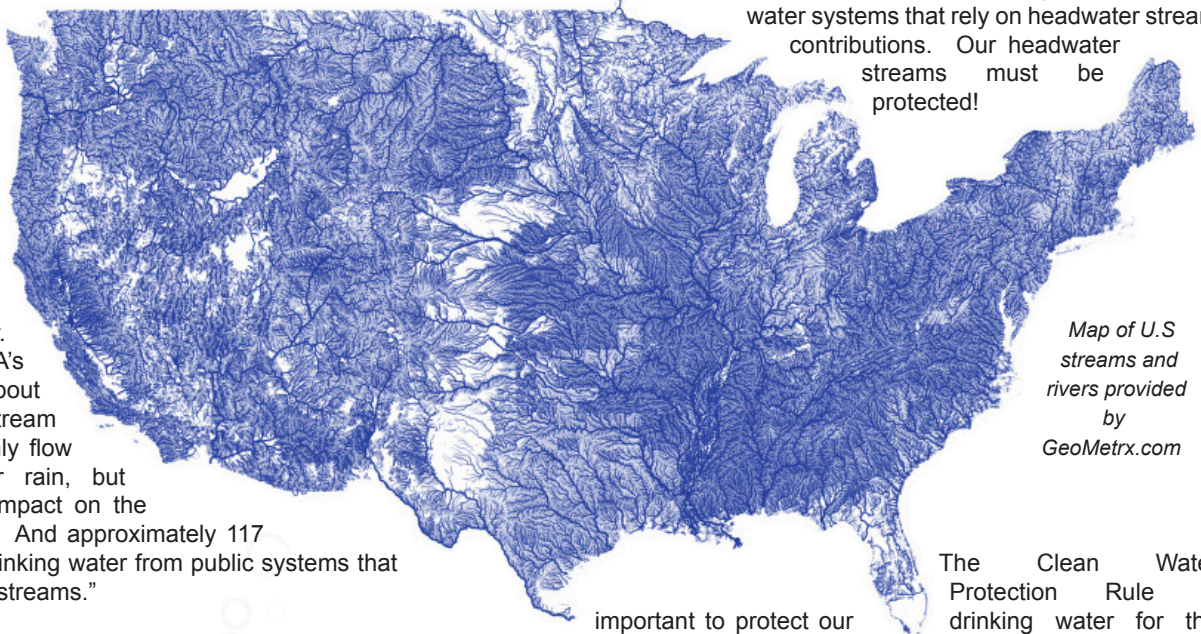 water systems that rely on headwater
contributions. Our headwater
streams must be
protected!
A's
bout
tream
ly flow
r rain, but
mpact on the
And approximately 117
inking water from public systems that
streams.”
Map of U.S
streams and
rivers provided
by
GeoMetrx.com
important to protect our
The Clean Wate
Protection Rule
drinking water for th